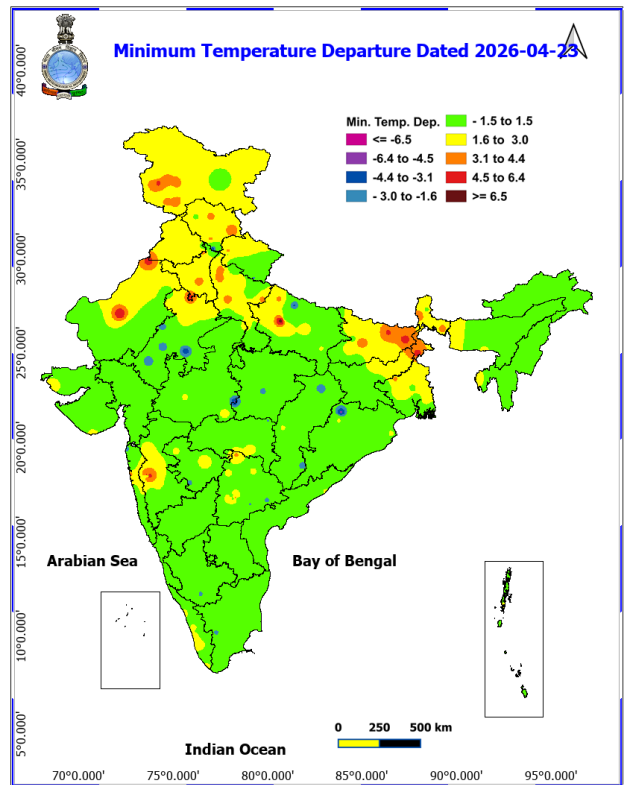 Minimum Temperature Departure Dated 2026-04-23
40°0.000'
35°0.000'
30°0.000'
25°0.000'
20°0.000'
15°0.000'
10°0.000'
5°0.000'
Min. Temp. Dep.
<= -6.5
-6.4 to -4.5
-4.4 to -3.1
- 3.0 to -1.6
- 1.5 to 1.5
1.6 to 3.0
3.1 to 4.4
4.5 to 6.4
>= 6.5
Arabian Sea
Bay of Bengal
Indian Ocean
0 250 500 km
70°0.000' 75°0.000' 80°0.000' 85°0.000' 90°0.000' 95°0.000'